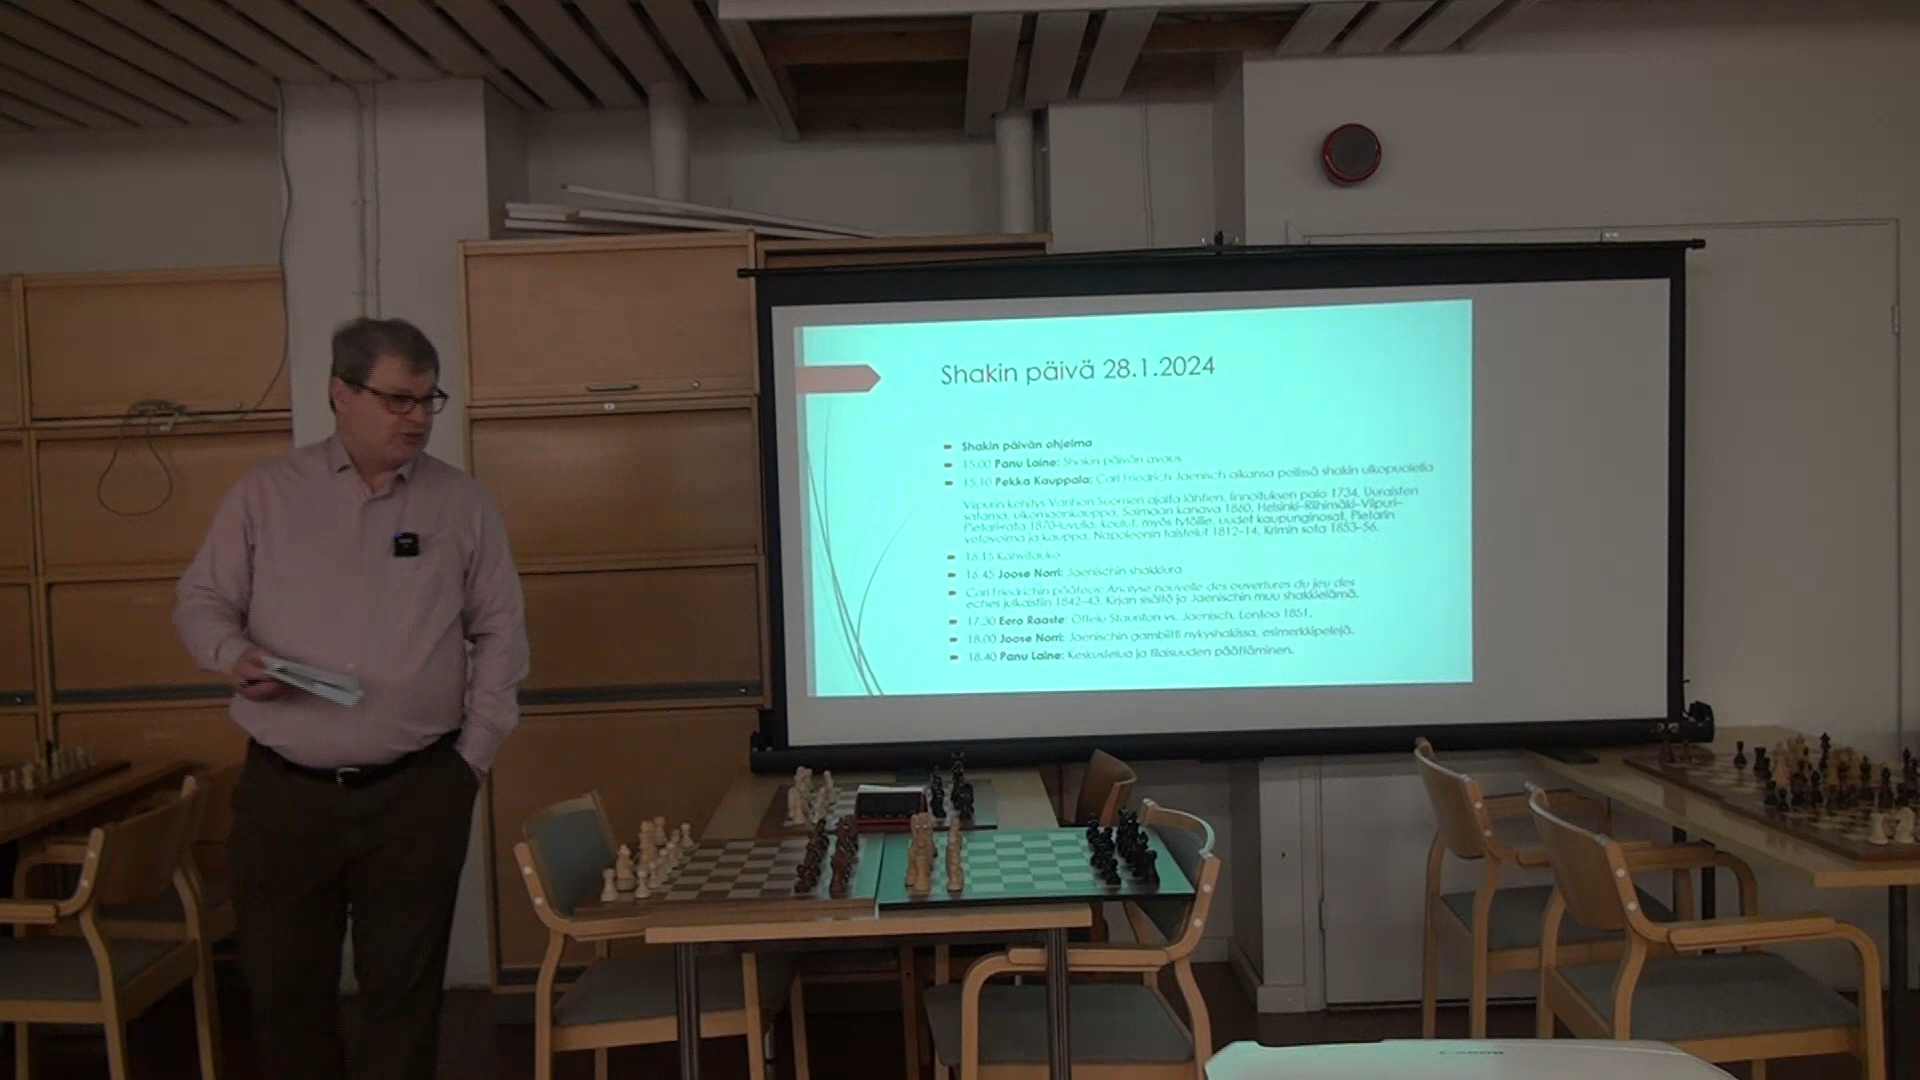 Shakin päivä 28.1.2024
Shakin päivän ohjelma
15.00 Panu Laine: Shakin päivän avaus
15.10 Pekka Kauppala: Carl Friedrich Jaenisch aikansa peilissä shakin ulkopuolella
Viipurin kehitys Vanhan Suomen ajalta lähtien, linnoituksen palo 1734, Uuraisten
satama, ulkomaankauppa, Saimaan kanava 1860, Helsinki–Riihimäki–Viipuri–
Pietari-rata 1870-luvulla, koulut, myös tytöille, uudet kaupunginosat, Pietarin
vetovoima ja kauppa, Napoleonin taistelut 1812–14, Krimin sota 1853–56.
16.15 Kahvitauko
16.45 Joose Norri: Jaenischin shakkiura
Carl Friedrichin pääteos: Analyse nouvelle des ouvertures du jeu des
eches julkaistiin 1842–43. Kirjan sisältö ja Jaenischin muu shakkielämä.
17.30 Eero Raaste: Ottelu Staunton vs. Jaenisch, Lontoo 1851.
18.00 Joose Norri: Jaenischin gambiitti nykyshakissa, esimerkkipelejä.
18.40 Panu Laine: Keskustelua ja tilaisuuden päättäminen.
Canon